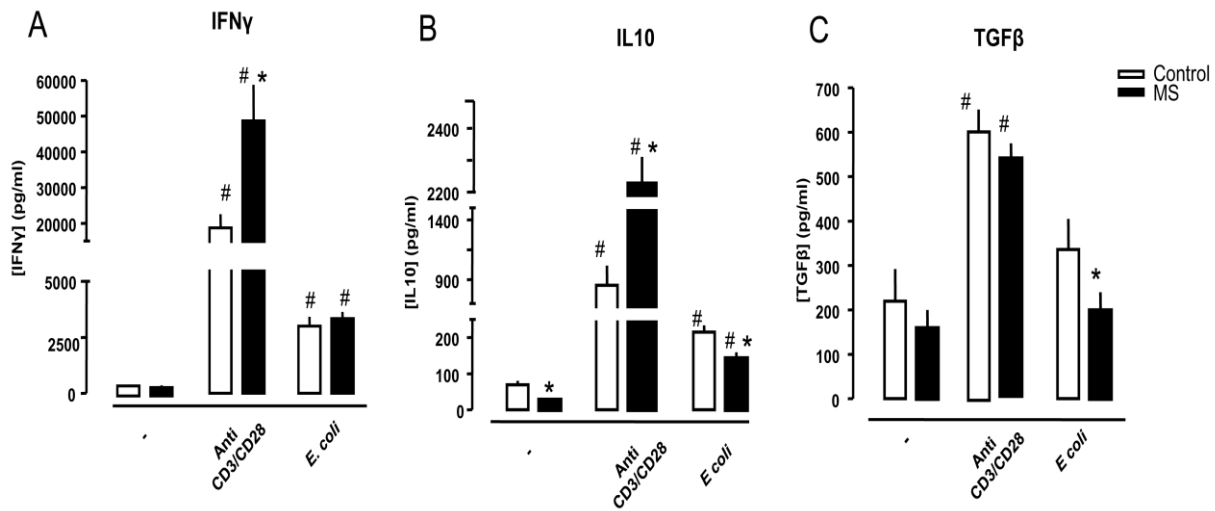 A
IFNγ
[IFNγ] (pg/ml)
60000
50000
40000
30000
20000
5000
2500
0
# *
#
# #
-
Anti
CD3/CD28
E. coli
B
IL10
[IL10] (pg/ml)
2400
2200
1400
900
200
100
0
# *
#
#
# *
*
-
Anti
CD3/CD28
E coli
C
TGFβ
[TGFβ] (pg/ml)
700
600
500
400
300
200
100
0
#
#
*
-
Anti
CD3/CD28
E coli
Control
MS